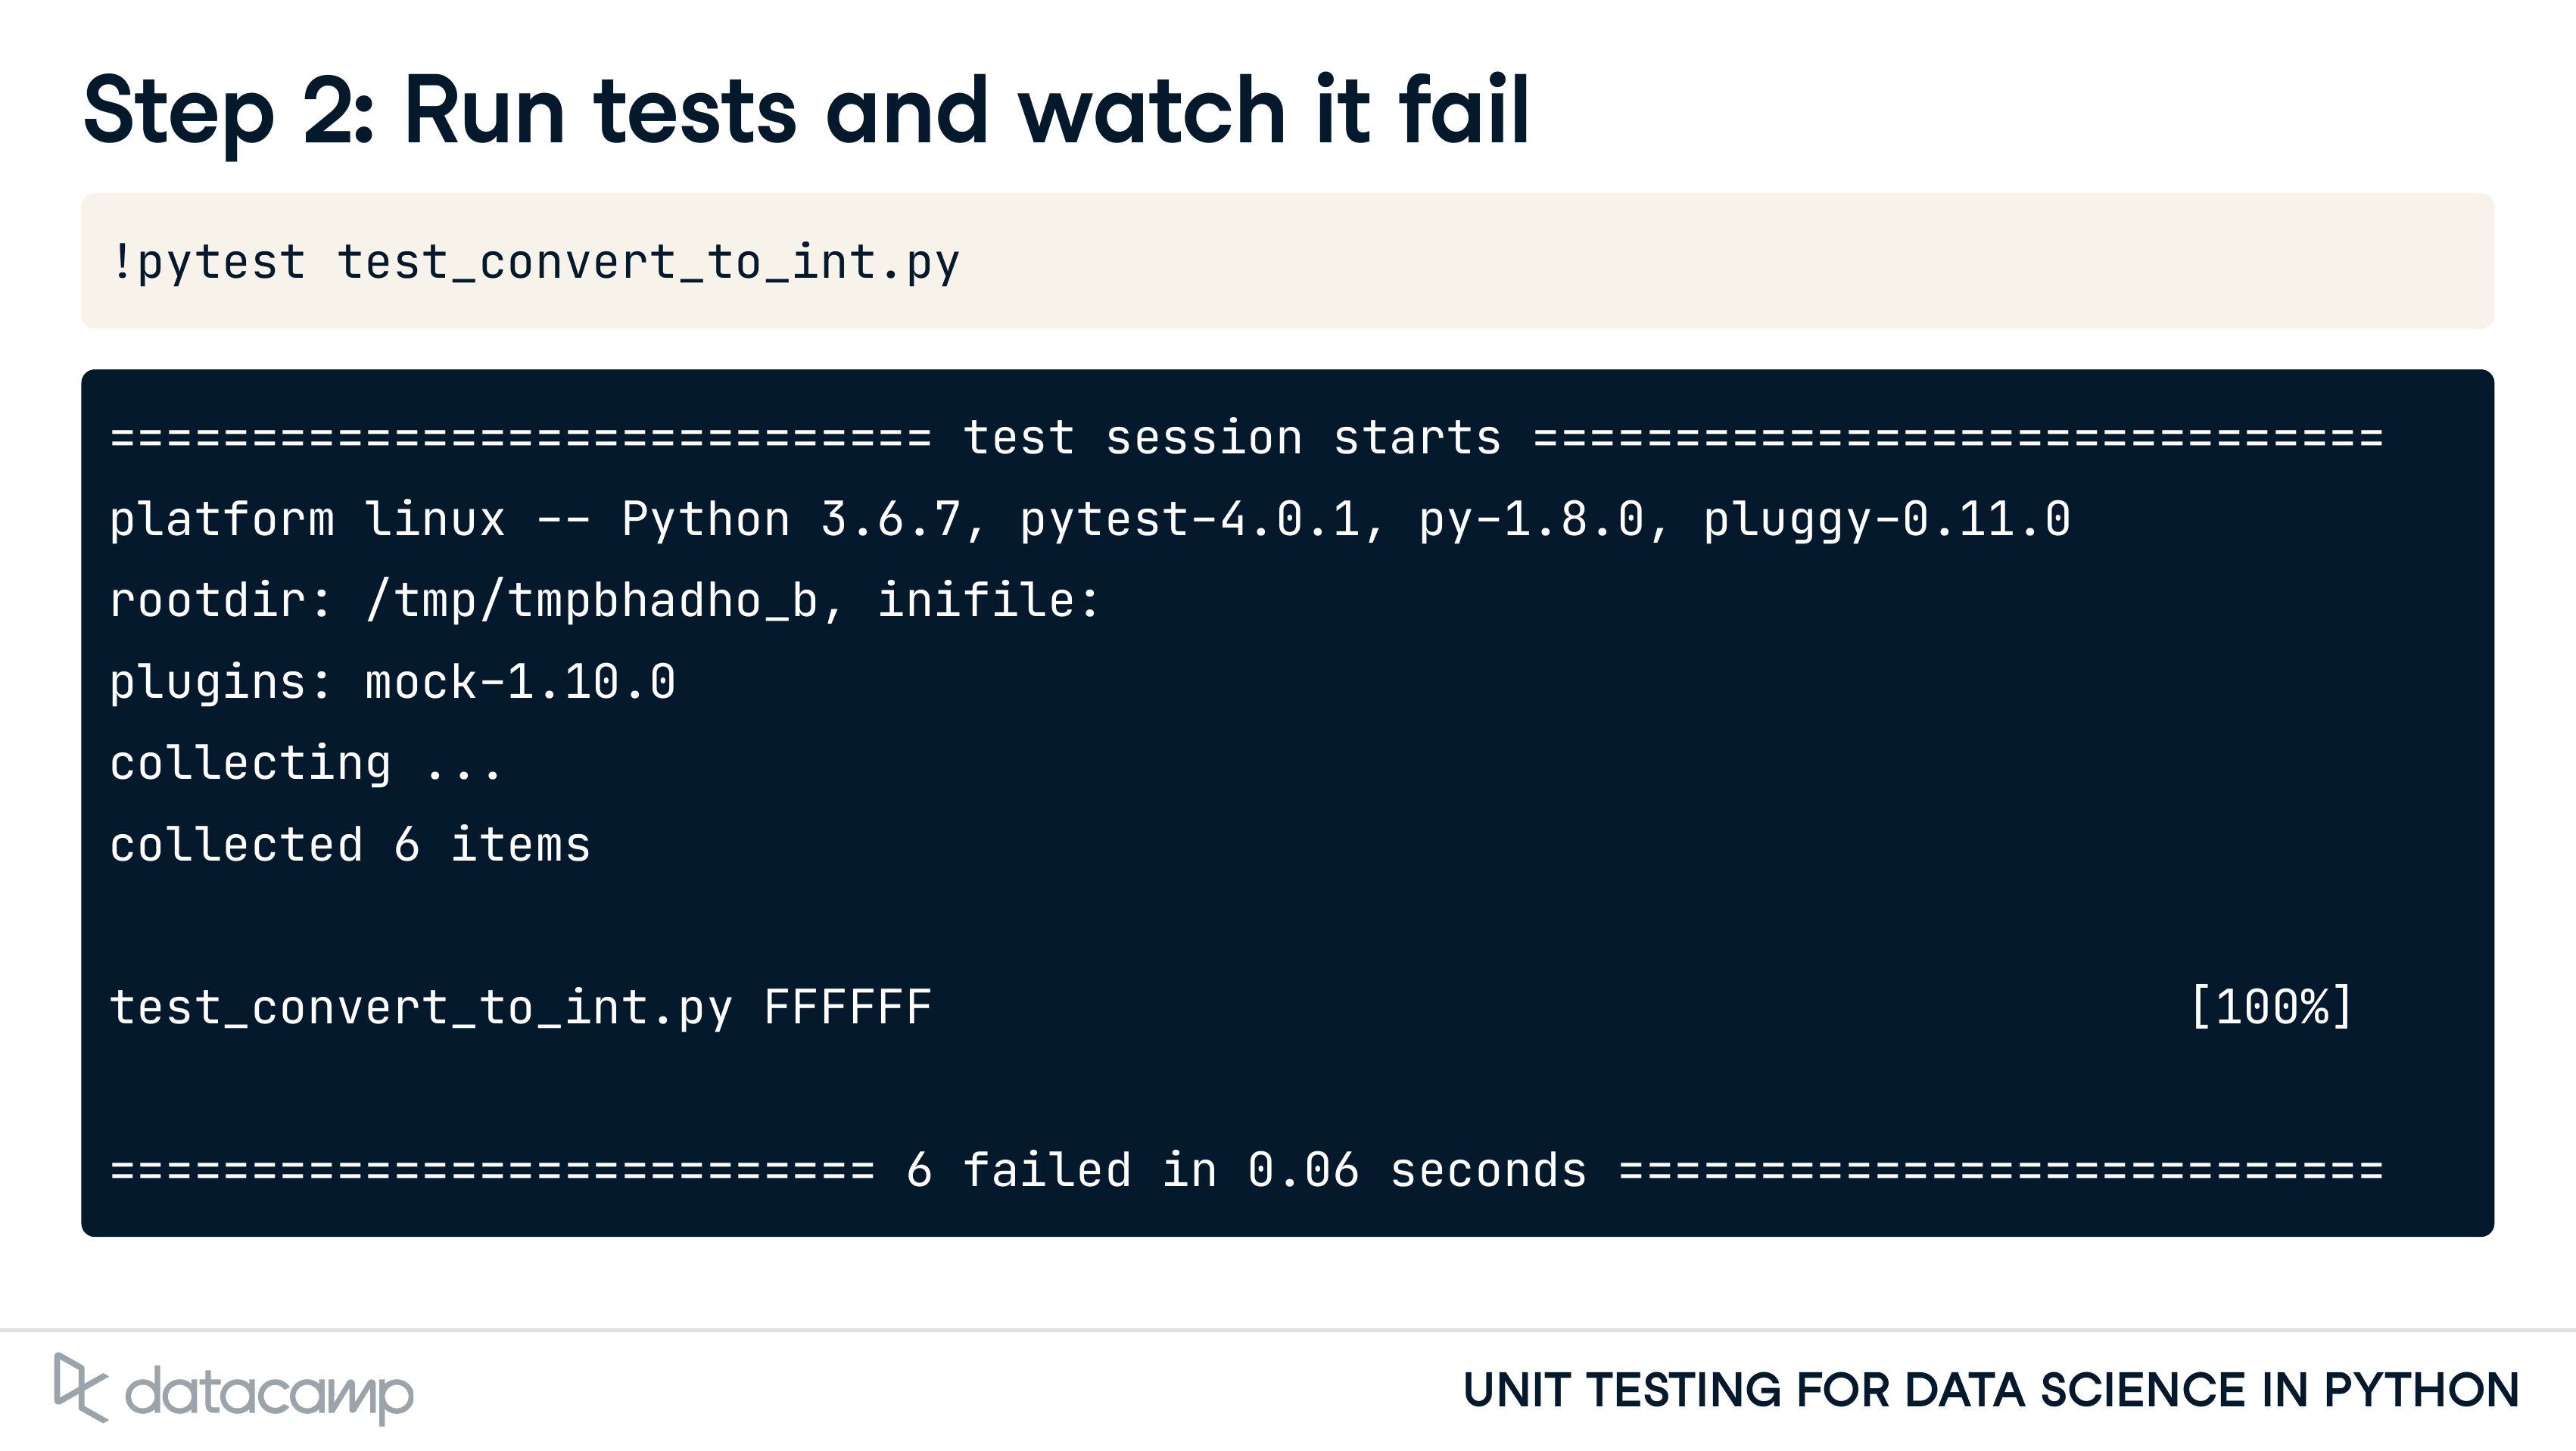 Step 2: Run tests and watch it fail
!pytest test_convert_to_int.py
============================= test session starts ==============================
platform linux -- Python 3.6.7, pytest-4.0.1, py-1.8.0, pluggy-0.11.0
rootdir: /tmp/tmpbhadho_b, inifile:
plugins: mock-1.10.0
collecting ...
collected 6 items
test_convert_to_int.py FFFFFF [100%]
=========================== 6 failed in 0.06 seconds ===========================
datacamp
UNIT TESTING FOR DATA SCIENCE IN PYTHON